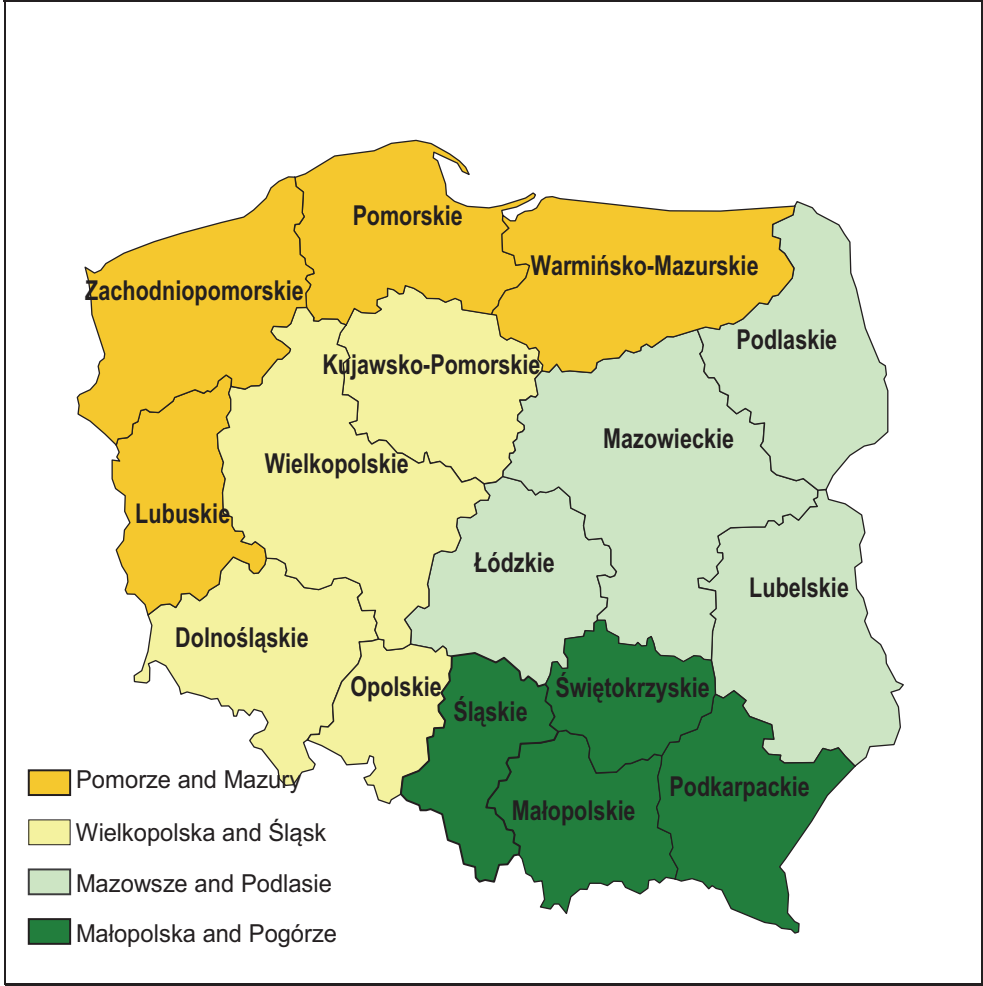 Pomorskie
Warmińsko-Mazurskie
Zachodniopomorskie
Podlaskie
Kujawsko-Pomorskie
Mazowieckie
Wielkopolskie
Lubuskie
Łódzkie
Lubelskie
Dolnośląskie
Opolskie
Świętokrzyskie
Śląskie
Podkarpackie
Małopolskie
Pomorze and Mazury
Wielkopolska and Śląsk
Mazowsze and Podlasie
Małopolska and Pogórze